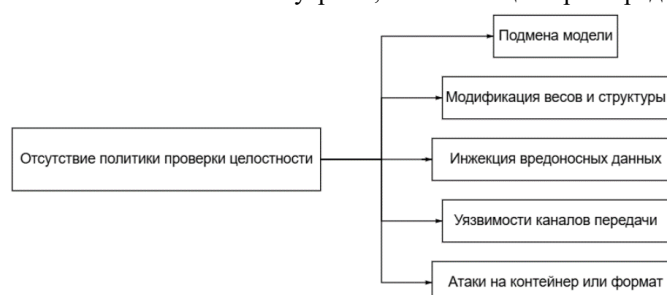 Подмена модели
Модификация весов и структуры
Отсутствие политики проверки целостности
Инжекция вредоносных данных
Уязвимости каналов передачи
Атаки на контейнер или формат